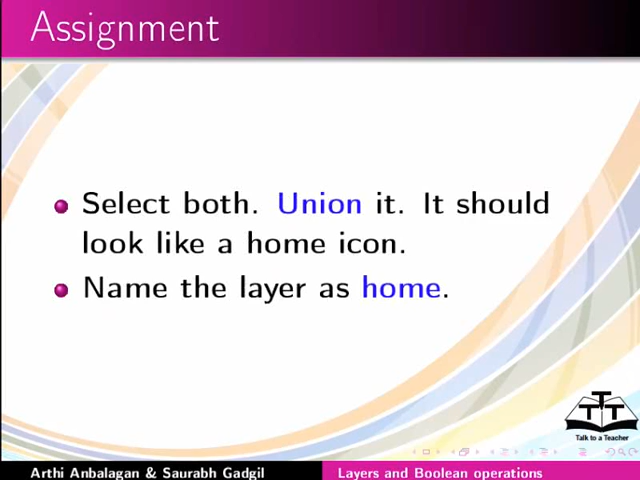 Assignment
Select both. Union it. It should
look like a home icon.
Name the layer as home.
TTT
Talk to a Teacher
Arthi Anbalagan & Saurabh Gadgil
Layers and Boolean operations